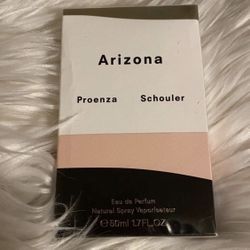 Arizona
Proenza Schouler
Eau de Parfum
Natural Spray Vaporisateur
℮50ml 1.7FL.OZ.